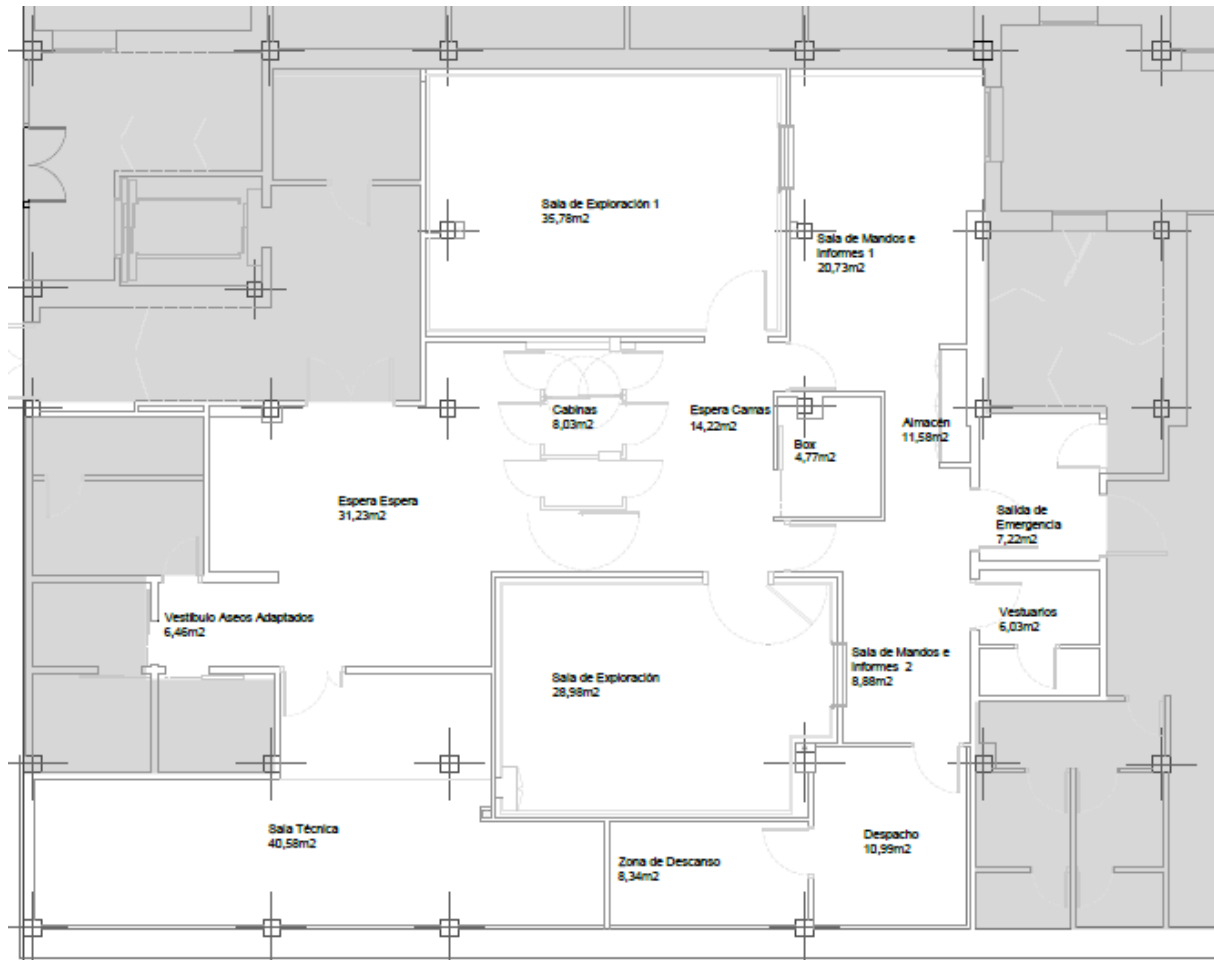 Sala de Exploración 1
35,78m2
Sala de Mandos e
Informes 1
20,73m2
Cabinas
8,03m2
Espera Camas
14,22m2
Box
4,77m2
Almacén
11,58m2
Espera Espera
31,23m2
Salida de
Emergencia
7,22m2
Vestíbulo Aseos Adaptados
6,46m2
Vestuarios
6,03m2
Sala de Exploración
28,98m2
Sala de Mandos e
Informes 2
8,88m2
Sala Técnica
40,58m2
Zona de Descanso
8,34m2
Despacho
10,99m2